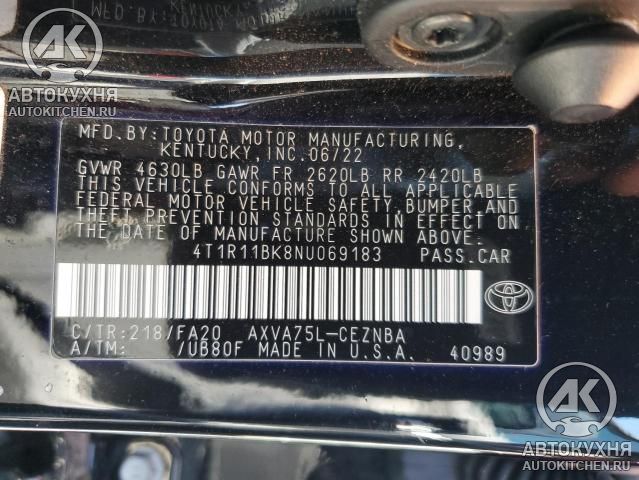 АК
АВТОКУХНЯ
AUTOKITCHEN.RU
MFD.BY:TOYOTA MOTOR MANUFACTURING,
KENTUCKY, INC. 06/22
GVWR 4630LB GAWR FR 2620LB RR 2420LB
THIS VEHICLE CONFORMS TO ALL APPLICABLE
FEDERAL MOTOR VEHICLE SAFETY, BUMPER AND
THEFT PREVENTION STANDARDS IN EFFECT ON
THE DATE OF MANUFACTURE SHOWN ABOVE.
4T1R11BK8NU069183 PASS.CAR
C/TR:218/FA20 AXVA75L-CEZNBA
A/TM: /UB80F MADE IN U.S.A. 40989
АК
АВТОКУХНЯ
AUTOKITCHEN.RU